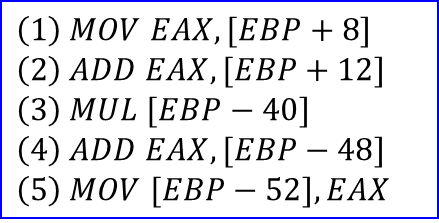 (1) MOV EAX, [EBP + 8]
(2) ADD EAX, [EBP + 12]
(3) MUL [EBP − 40]
(4) ADD EAX, [EBP − 48]
(5) MOV [EBP − 52], EAX